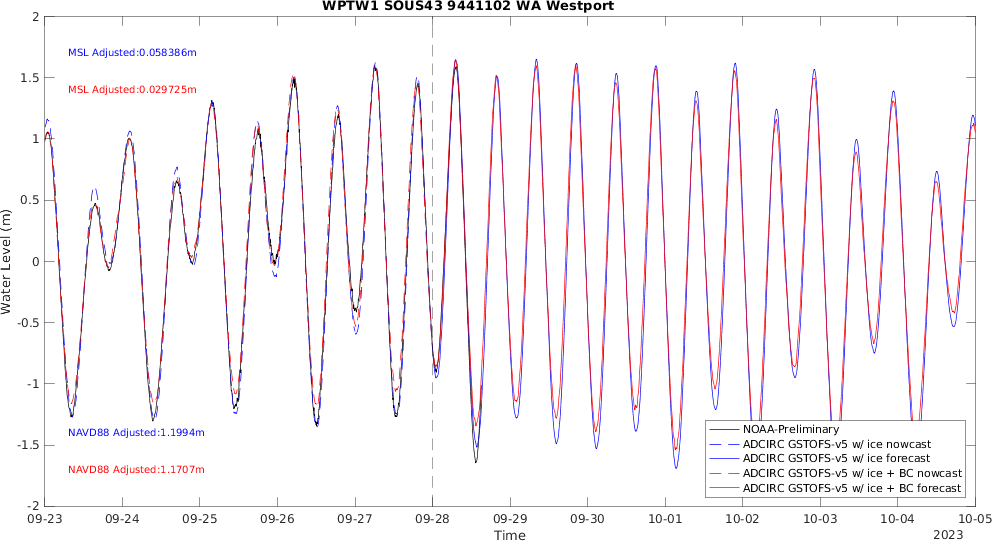 WPTW1 SOUS43 9441102 WA Westport
2
1.5
1
0.5
0
-0.5
-1
-1.5
-2
Water Level (m)
MSL Adjusted:0.058386m
MSL Adjusted:0.029725m
NAVD88 Adjusted:1.1994m
NAVD88 Adjusted:1.1707m
NOAA-Preliminary
ADCIRC GSTOFS-v5 w/ ice nowcast
ADCIRC GSTOFS-v5 w/ ice forecast
ADCIRC GSTOFS-v5 w/ ice + BC nowcast
ADCIRC GSTOFS-v5 w/ ice + BC forecast
09-23 09-24 09-25 09-26 09-27 09-28 09-29 09-30 10-01 10-02 10-03 10-04 10-05
Time
2023